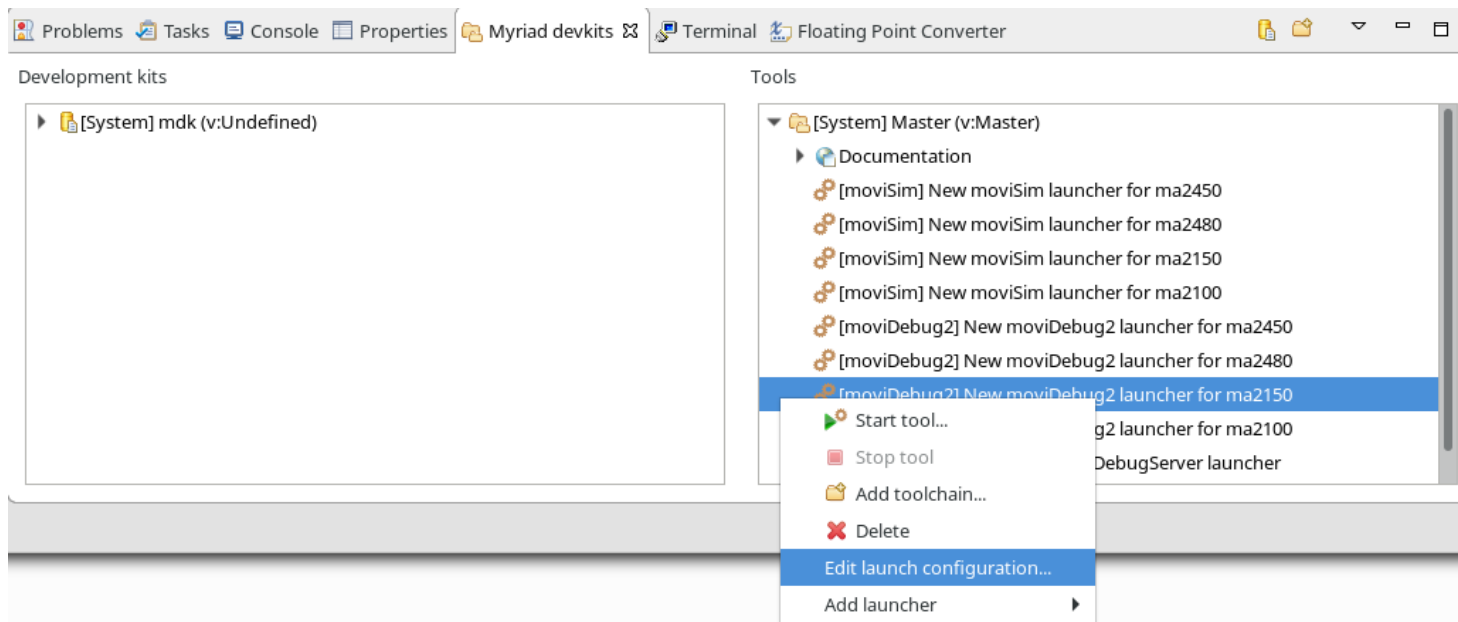 Problems Tasks Console Properties Myriad devkits Terminal Floating Point Converter
Development kits
Tools
[System] mdk (v:Undefined)
[System] Master (v:Master)
Documentation
[moviSim] New moviSim launcher for ma2450
[moviSim] New moviSim launcher for ma2480
[moviSim] New moviSim launcher for ma2150
[moviSim] New moviSim launcher for ma2100
[moviDebug2] New moviDebug2 launcher for ma2450
[moviDebug2] New moviDebug2 launcher for ma2480
[moviDebug2] New moviDebug2 launcher for ma2150
g2 launcher for ma2100
DebugServer launcher
Start tool...
Stop tool
Add toolchain...
Delete
Edit launch configuration...
Add launcher